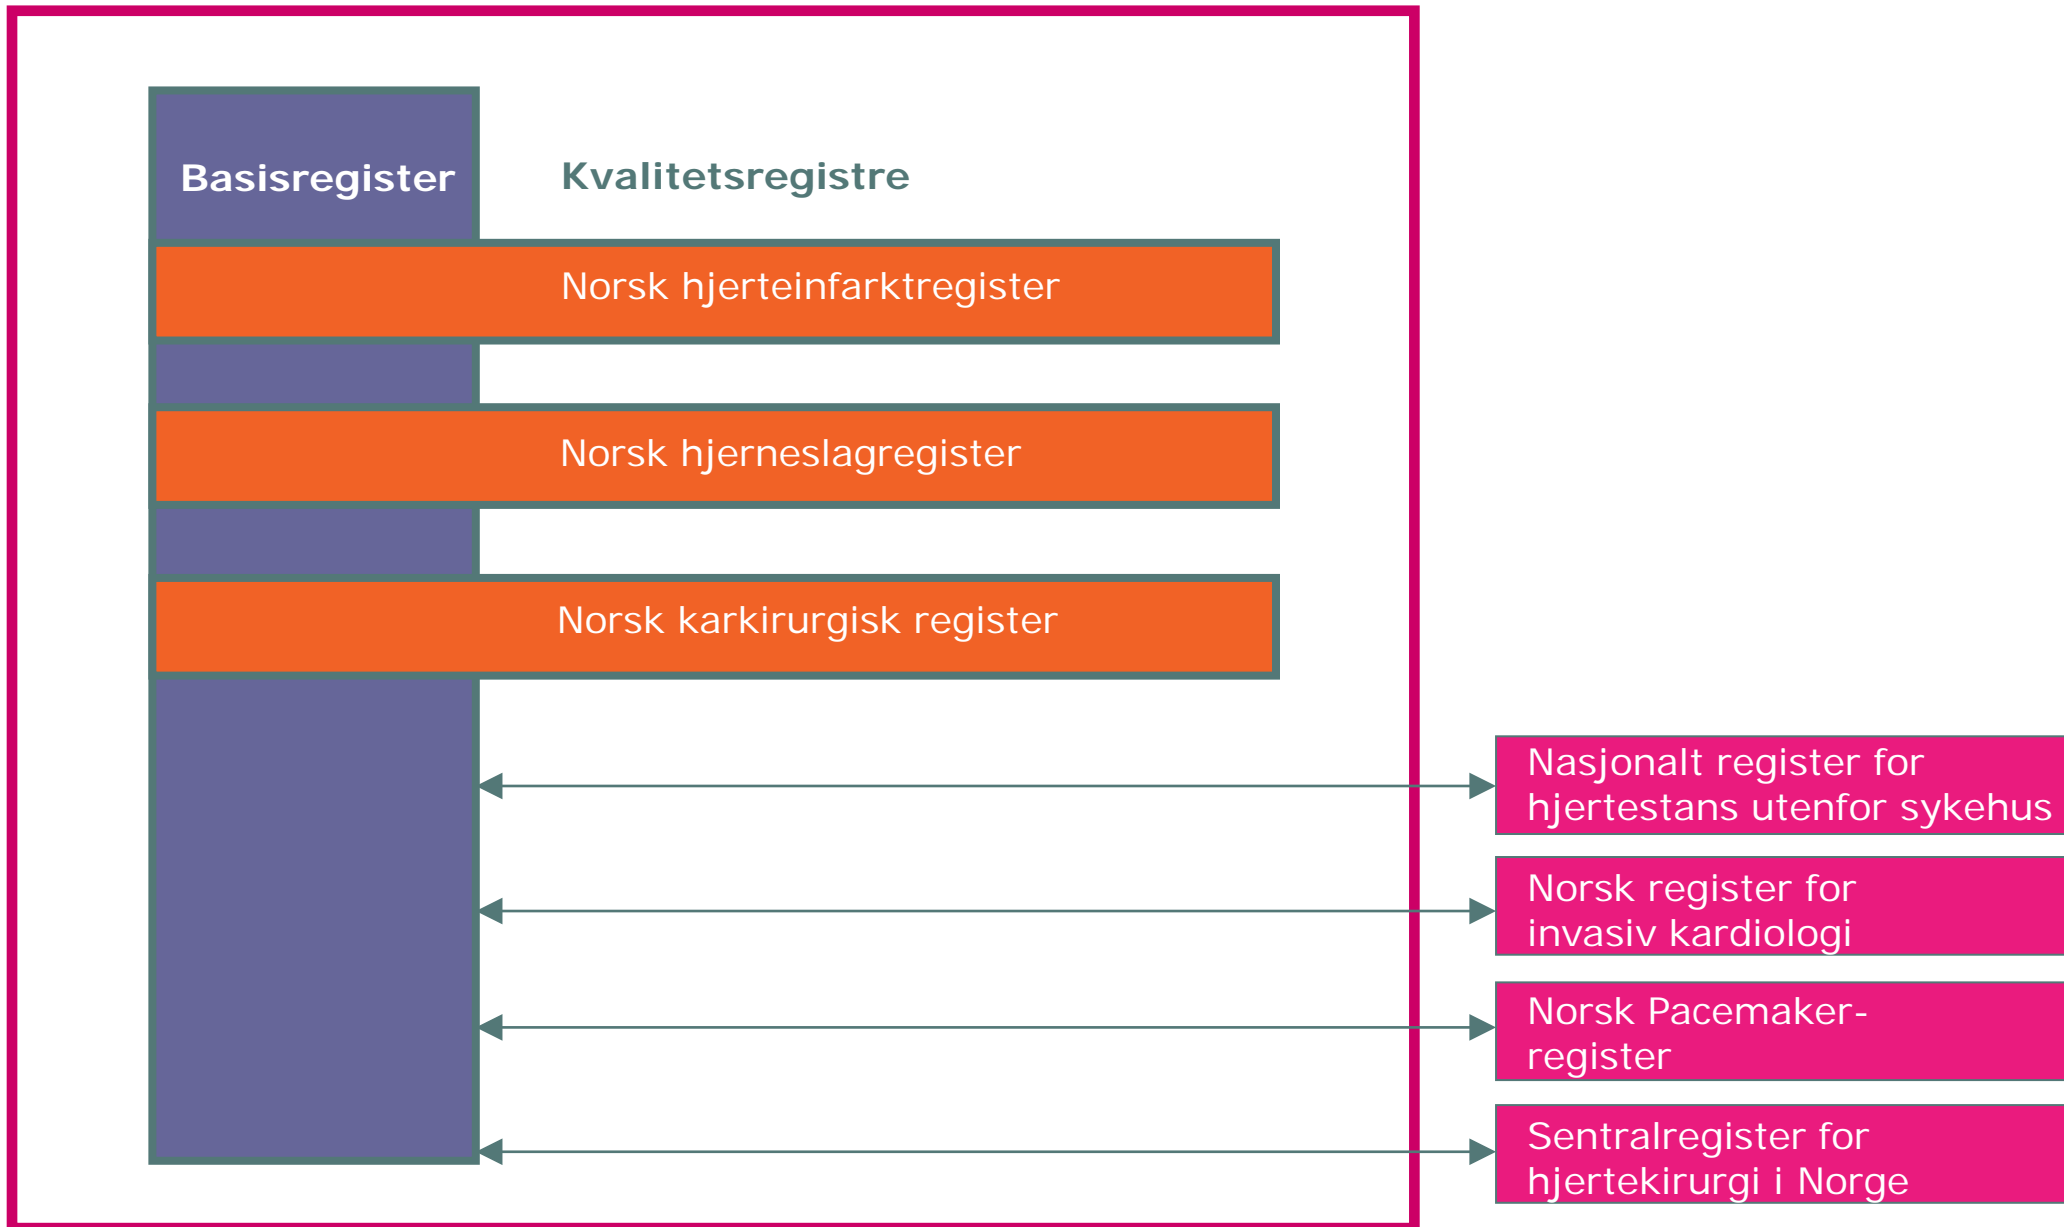 Basisregister
Kvalitetsregistre
Norsk hjerteinfarktregister
Norsk hjerneslagregister
Norsk karkirurgisk register
Nasjonalt register for
hjertestans utenfor sykehus
Norsk register for
invasiv kardiologi
Norsk Pacemaker-
register
Sentralregister for
hjertekirurgi i Norge